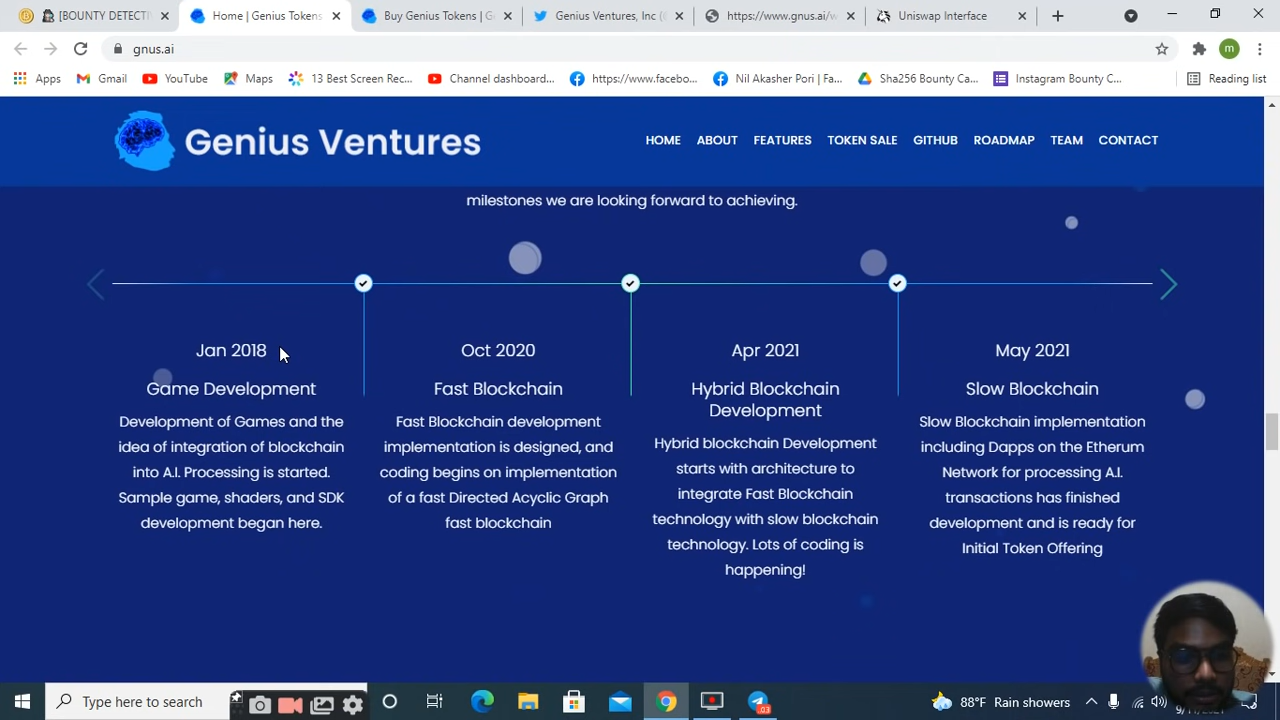 [BOUNTY DETECTI
Home | Genius Tokens
Buy Genius Tokens | G
Genius Ventures, Inc (
https://www.gnus.ai/w
Uniswap Interface
gnus.ai
m
Apps
Gmail
YouTube
Maps
13 Best Screen Rec...
Channel dashboard...
https://www.facebo...
Nil Akasher Pori | Fa...
Sha256 Bounty Ca...
Instagram Bounty C...
Reading list
Genius Ventures
HOME
ABOUT
FEATURES
TOKEN SALE
GITHUB
ROADMAP
TEAM
CONTACT
milestones we are looking forward to achieving.
Jan 2018
Game Development
Development of Games and the
idea of integration of blockchain
into A.I. Processing is started.
Sample game, shaders, and SDK
development began here.
Oct 2020
Fast Blockchain
Fast Blockchain development
implementation is designed, and
coding begins on implementation
of a fast Directed Acyclic Graph
fast blockchain
Apr 2021
Hybrid Blockchain
Development
Hybrid blockchain Development
starts with architecture to
integrate Fast Blockchain
technology with slow blockchain
technology. Lots of coding is
happening!
May 2021
Slow Blockchain
Slow Blockchain implementation
including Dapps on the Etherum
Network for processing A.I.
transactions has finished
development and is ready for
Initial Token Offering
Type here to search
88°F Rain showers